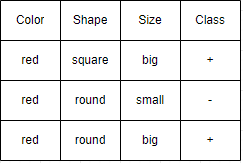 Color Shape Size Class
red square big +
red round small -
red round big +